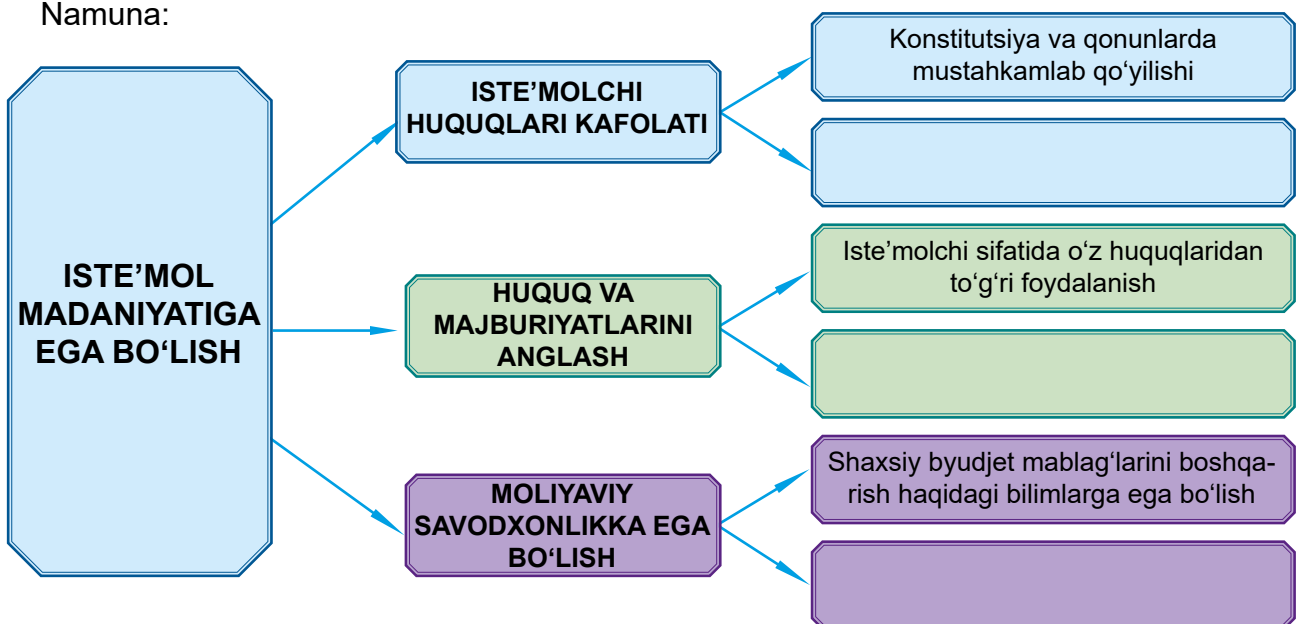 Namuna:
ISTE’MOL
MADANIYATIGA
EGA BO‘LISH
ISTE’MOLCHI
HUQUQLARI KAFOLATI
Konstitutsiya va qonunlarda
mustahkamlab qo‘yilishi
HUQUQ VA
MAJBURIYATLARINI
ANGLASH
Iste’molchi sifatida o‘z huquqlaridan
to‘g‘ri foydalanish
MOLIYAVIY
SAVODXONLIKKA EGA
BO‘LISH
Shaxsiy byudjet mablag‘larini boshqa-
rish haqidagi bilimlarga ega bo‘lish